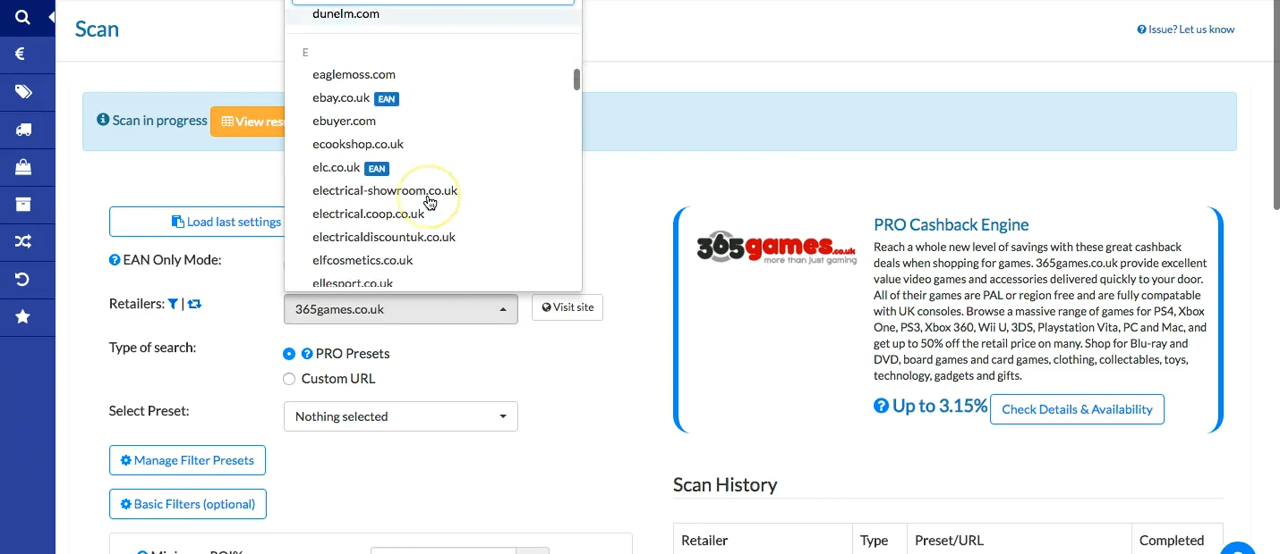 Scan
Issue? Let us know
dunelm.com
E
eaglemoss.com
ebay.co.uk EAN
ebuyer.com
ecookshop.co.uk
elc.co.uk EAN
electrical-showroom.co.uk
electrical.coop.co.uk
electricaldiscountuk.co.uk
elfcosmetics.co.uk
ellesport.co.uk
Scan in progress View res
Load last settings
EAN Only Mode:
Retailers: | 365games.co.uk Visit site
Type of search: PRO Presets
Custom URL
Select Preset: Nothing selected
Manage Filter Presets
Basic Filters (optional)
365games.co.uk
more than just gaming
PRO Cashback Engine
Reach a whole new level of savings with these great cashback
deals when shopping for games. 365games.co.uk provide excellent
value video games and accessories delivered quickly to your door.
All of their games are PAL or region free and are fully compatable
with UK consoles. Browse a massive range of games for PS4, Xbox
One, PS3, Xbox 360, Wii U, 3DS, Playstation Vita, PC and Mac, and
get up to 50% off the retail price on many. Shop for Blu-ray and
DVD, board games and card games, clothing, collectables, toys,
technology, gadgets and gifts.
Up to 3.15% Check Details & Availability
Scan History
Retailer Type Preset/URL Completed